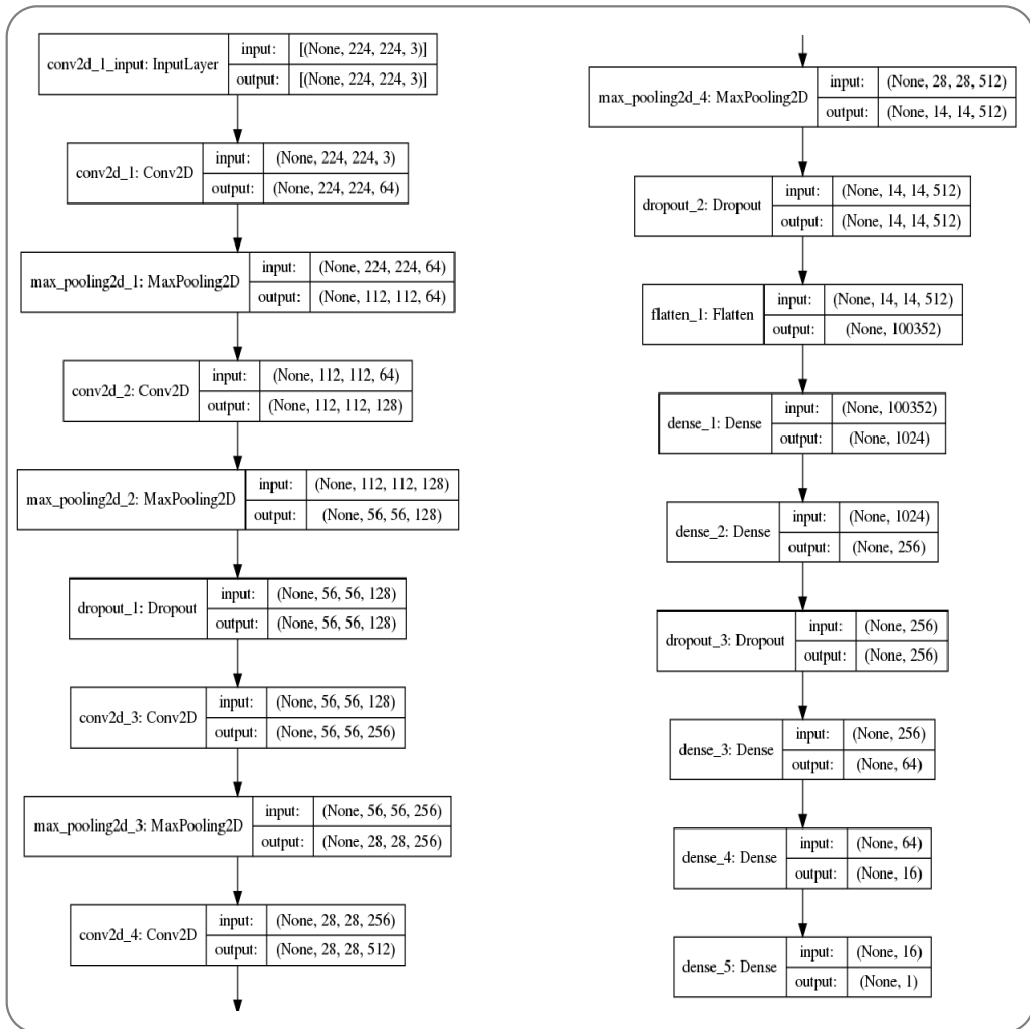 conv2d_1_input: InputLayer
input: [(None, 224, 224, 3)]
output: [(None, 224, 224, 3)]
conv2d_1: Conv2D
input: (None, 224, 224, 3)
output: (None, 224, 224, 64)
max_pooling2d_1: MaxPooling2D
input: (None, 224, 224, 64)
output: (None, 112, 112, 64)
conv2d_2: Conv2D
input: (None, 112, 112, 64)
output: (None, 112, 112, 128)
max_pooling2d_2: MaxPooling2D
input: (None, 112, 112, 128)
output: (None, 56, 56, 128)
dropout_1: Dropout
input: (None, 56, 56, 128)
output: (None, 56, 56, 128)
conv2d_3: Conv2D
input: (None, 56, 56, 128)
output: (None, 56, 56, 256)
max_pooling2d_3: MaxPooling2D
input: (None, 56, 56, 256)
output: (None, 28, 28, 256)
conv2d_4: Conv2D
input: (None, 28, 28, 256)
output: (None, 28, 28, 512)
max_pooling2d_4: MaxPooling2D
input: (None, 28, 28, 512)
output: (None, 14, 14, 512)
dropout_2: Dropout
input: (None, 14, 14, 512)
output: (None, 14, 14, 512)
flatten_1: Flatten
input: (None, 14, 14, 512)
output: (None, 100352)
dense_1: Dense
input: (None, 100352)
output: (None, 1024)
dense_2: Dense
input: (None, 1024)
output: (None, 256)
dropout_3: Dropout
input: (None, 256)
output: (None, 256)
dense_3: Dense
input: (None, 256)
output: (None, 64)
dense_4: Dense
input: (None, 64)
output: (None, 16)
dense_5: Dense
input: (None, 16)
output: (None, 1)